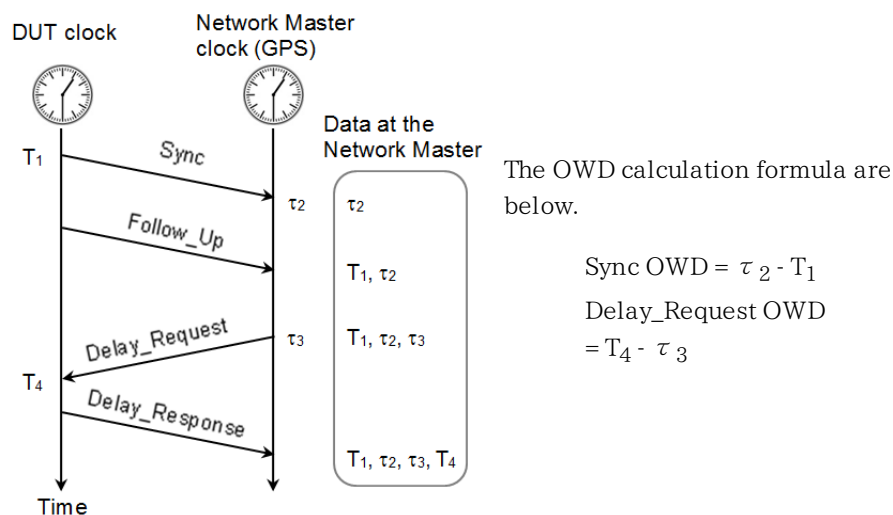 DUT clock
Network Master
clock (GPS)
Data at the
Network Master
T1
Sync
τ2
τ2
Follow_Up
T1, τ2
Delay_Request
τ3
T1, τ2, τ3
T4
Delay_Response
T1, τ2, τ3, T4
Time
The OWD calculation formula are
below.
Sync OWD = τ 2 - T1
Delay_Request OWD
= T4 - τ 3